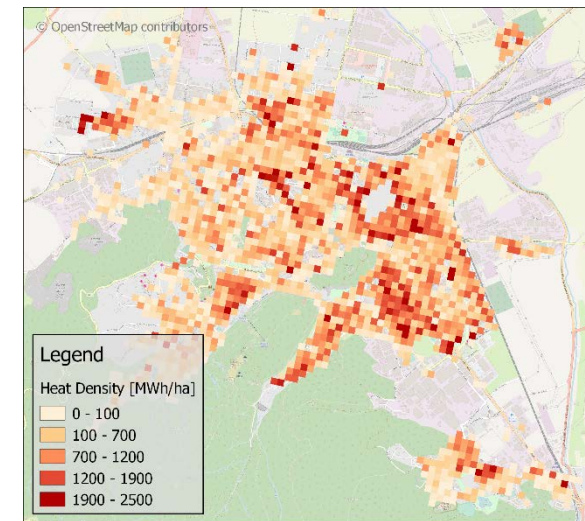 © OpenStreetMap contributors
Legend
Heat Density [MWh/ha]
0 - 100
100 - 700
700 - 1200
1200 - 1900
1900 - 2500